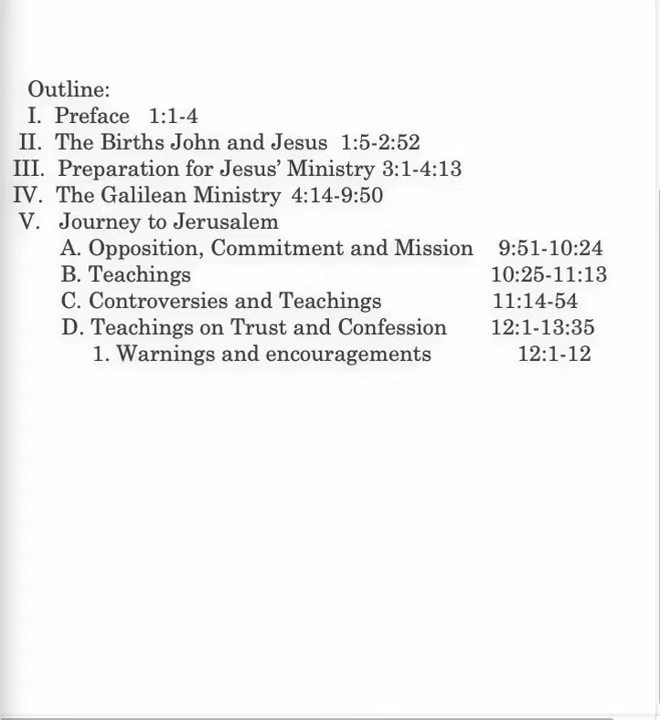 Outline:
I. Preface 1:1-4
II. The Births John and Jesus 1:5-2:52
III. Preparation for Jesus' Ministry 3:1-4:13
IV. The Galilean Ministry 4:14-9:50
V. Journey to Jerusalem
A. Opposition, Commitment and Mission 9:51-10:24
B. Teachings 10:25-11:13
C. Controversies and Teachings 11:14-54
D. Teachings on Trust and Confession 12:1-13:35
1. Warnings and encouragements 12:1-12